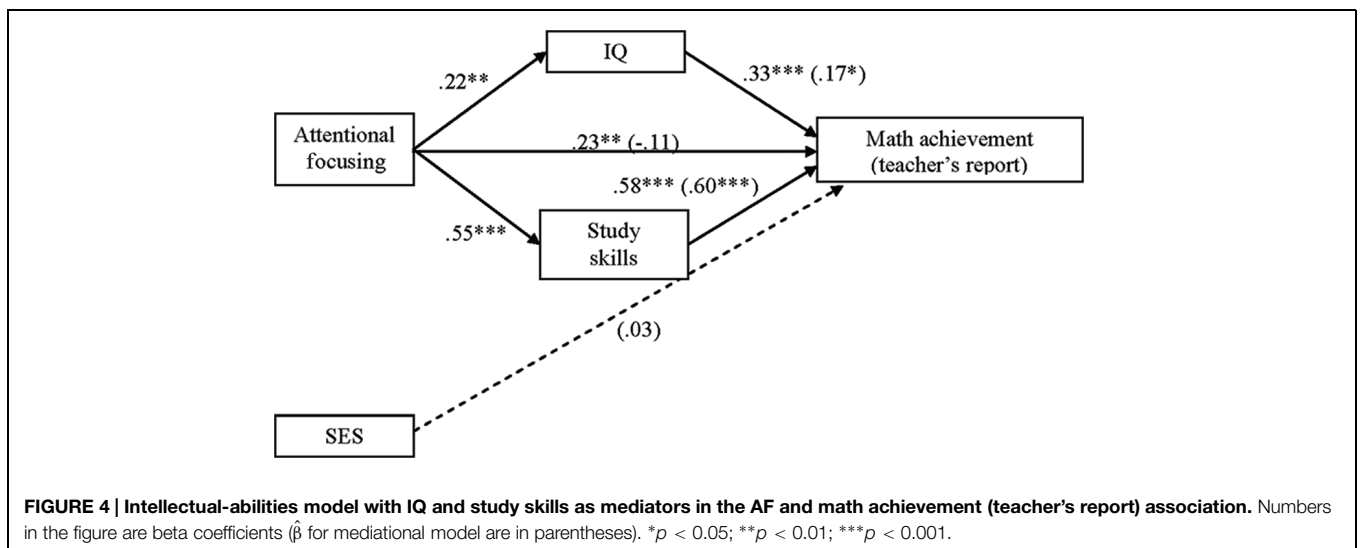 IQ
.22**
.33*** (.17*)
Attentional
focusing
.23** (-.11)
Math achievement
(teacher's report)
.58*** (.60***)
.55***
Study
skills
(.03)
SES
FIGURE 4 | Intellectual-abilities model with IQ and study skills as mediators in the AF and math achievement (teacher's report) association. Numbers
in the figure are beta coefficients (β̂ for mediational model are in parentheses). *p < 0.05; **p < 0.01; ***p < 0.001.